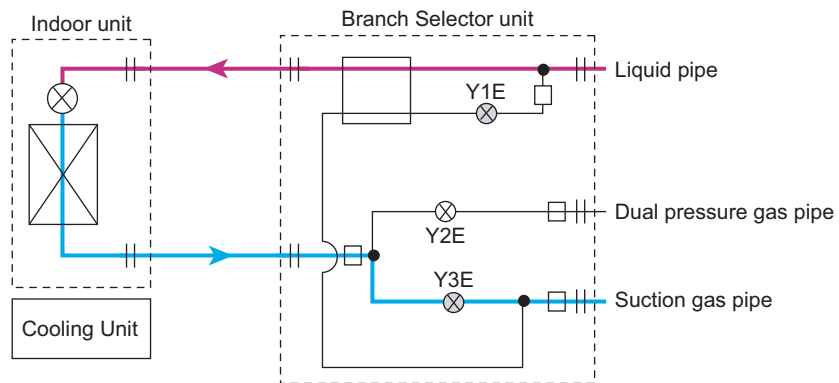 Indoor unit
Branch Selector unit
Liquid pipe
Y1E
Dual pressure gas pipe
Y2E
Y3E
Suction gas pipe
Cooling Unit